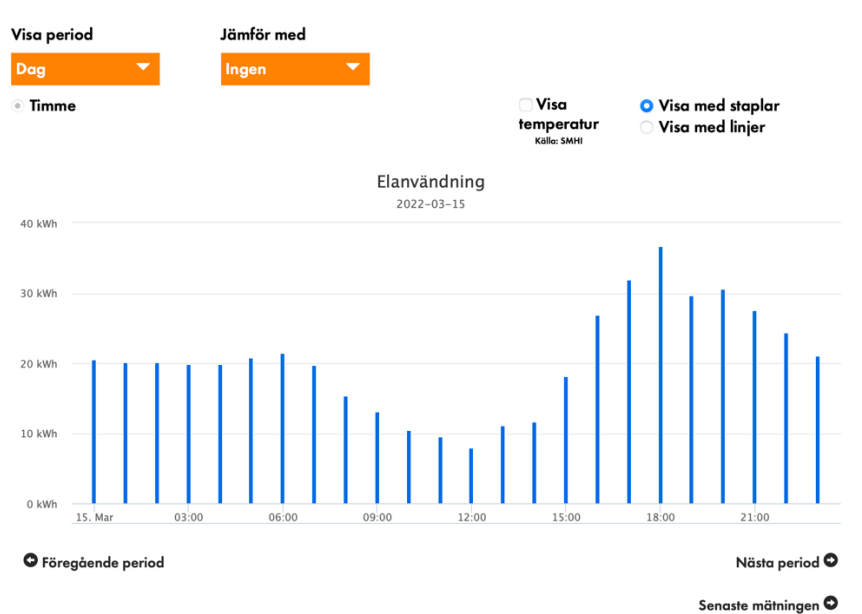 Visa period
Jämför med
Dag
Ingen
Timme
Visa
temperatur
Källa: SMHI
Visa med staplar
Visa med linjer
Elanvändning
2022-03-15
40 kWh
30 kWh
20 kWh
10 kWh
0 kWh
15. Mar 03:00 06:00 09:00 12:00 15:00 18:00 21:00
Föregående period
Nästa period
Senaste mätningen